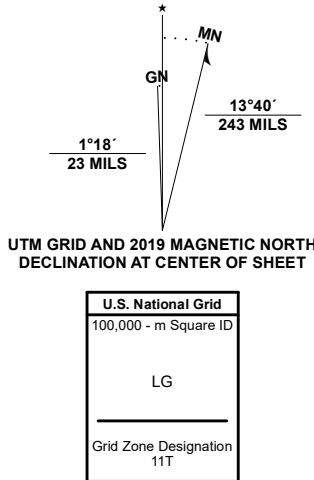 ★
MN
GN
13°40´
243 MILS
1°18´
23 MILS
UTM GRID AND 2019 MAGNETIC NORTH
DECLINATION AT CENTER OF SHEET
U.S. National Grid
100,000 - m Square ID
LG
Grid Zone Designation
11T